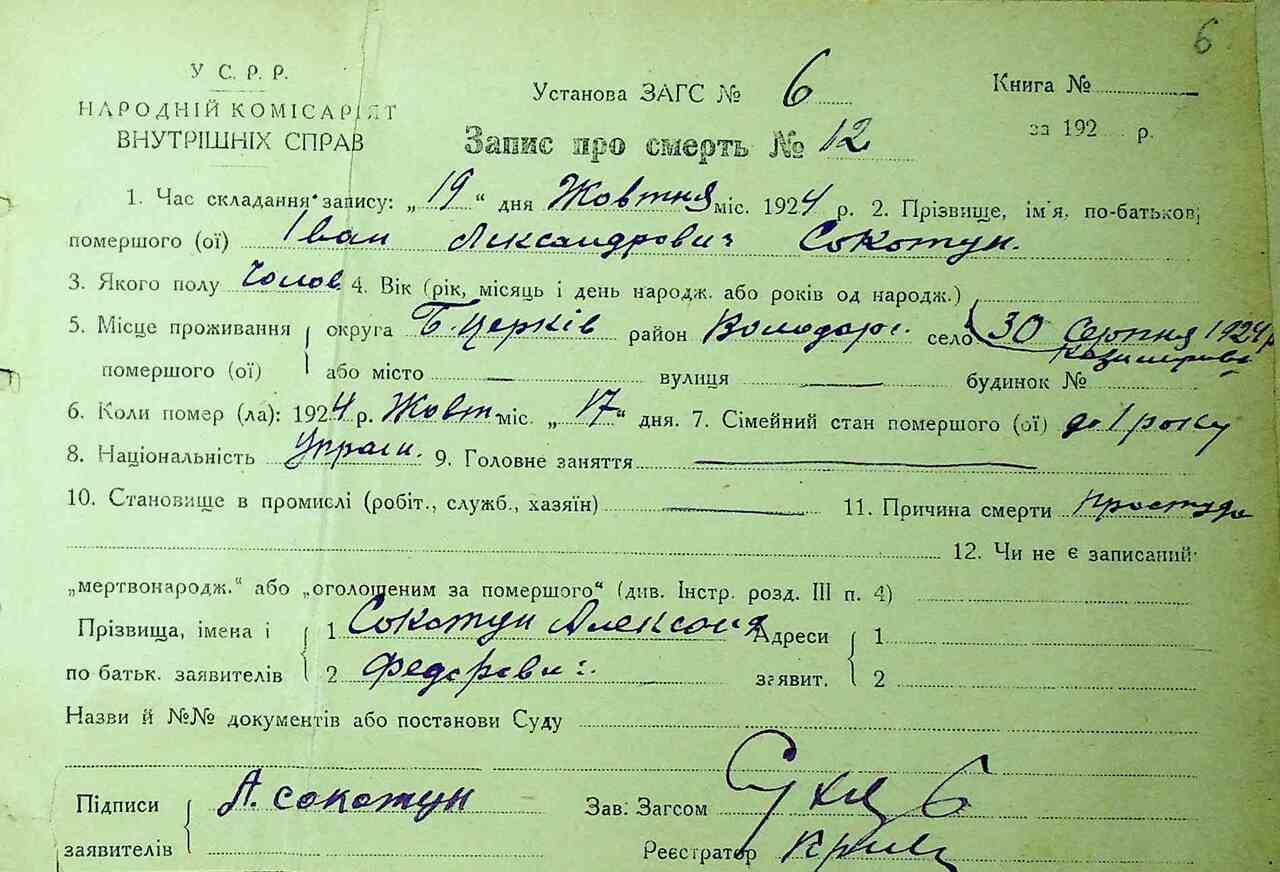 6
У С. Р. Р.
НАРОДНІЙ КОМІСАРІЯТ
ВНУТРІШНІХ СПРАВ
Установа ЗАГС № 6
Книга №
за 192 р.
Запис про смерть № 12
1. Час складання запису: „ 19 “ дня Жовтня міс. 1924 р. 2. Прізвище, ім'я, по-батькові
помершого (ої) Іван Александрович Сокотун.
3. Якого полу Чолов. 4. Вік (рік, місяць і день народж. або років од народж.)
5. Місце проживання округа Б. Церків район Володарс. село 30 Серпня 1924 р
помершого (ої) або місто вулиця будинок №
6. Коли помер (ла): 1924 р. Жовт міс. „ 17 “ дня. 7. Сімейний стан помершого (ої) до 1 року
8. Національність 9. Головне заняття
10. Становище в промислі (робіт., служб., хазяїн) 11. Причина смерти простуда
12. Чи не є записаний
„мертвонародж.“ або „оголошеним за помершого“ (див. Інстр. розд. III п. 4)
Прізвища, імена і 1 Сокотун Александ Адреси 1
по батьк. заявителів 2 Федорович. заявит. 2
Назви й №№ документів або постанови Суду
Підписи А. Сокотун Зав. Загсом
заявителів Реєстратор